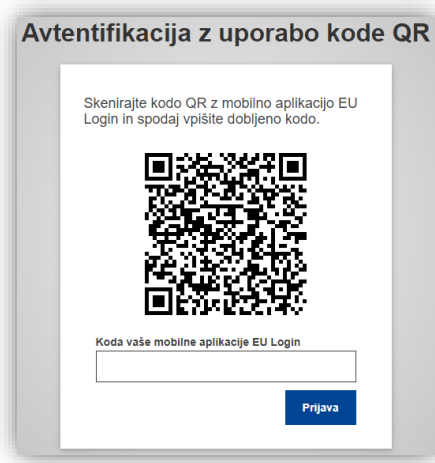 Avtentifikacija z uporabo kode QR
Skenirajte kodo QR z mobilno aplikacijo EU
Login in spodaj vpišite dobljeno kodo.
Koda vaše mobilne aplikacije EU Login
Prijava